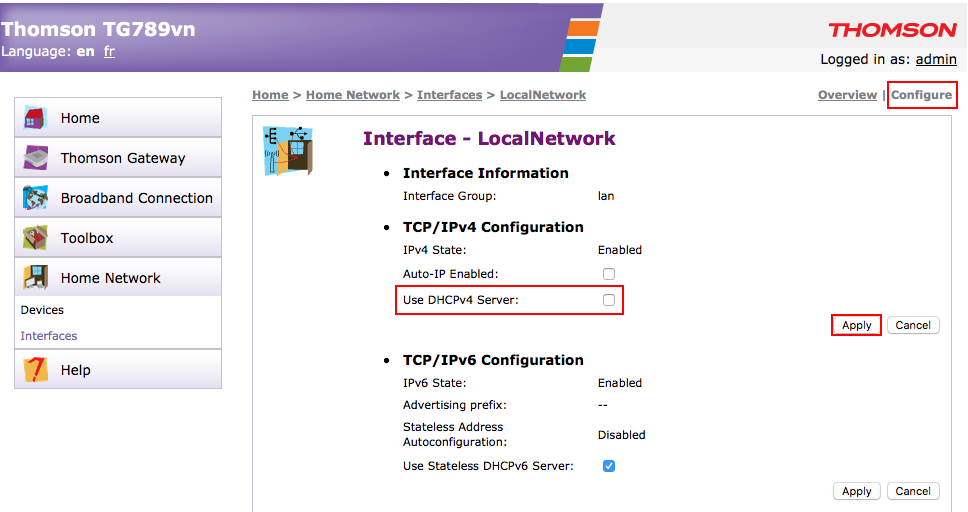 Thomson TG789vn
Language: en fr
THOMSON
Logged in as: admin
Home > Home Network > Interfaces > LocalNetwork
Overview | Configure
Home
Thomson Gateway
Broadband Connection
Toolbox
Home Network
Devices
Interfaces
Help
Interface - LocalNetwork
• Interface Information
Interface Group: lan
• TCP/IPv4 Configuration
IPv4 State: Enabled
Auto-IP Enabled:
Use DHCPv4 Server:
Apply Cancel
• TCP/IPv6 Configuration
IPv6 State: Enabled
Advertising prefix: --
Stateless Address
Autoconfiguration: Disabled
Use Stateless DHCPv6 Server:
Apply Cancel